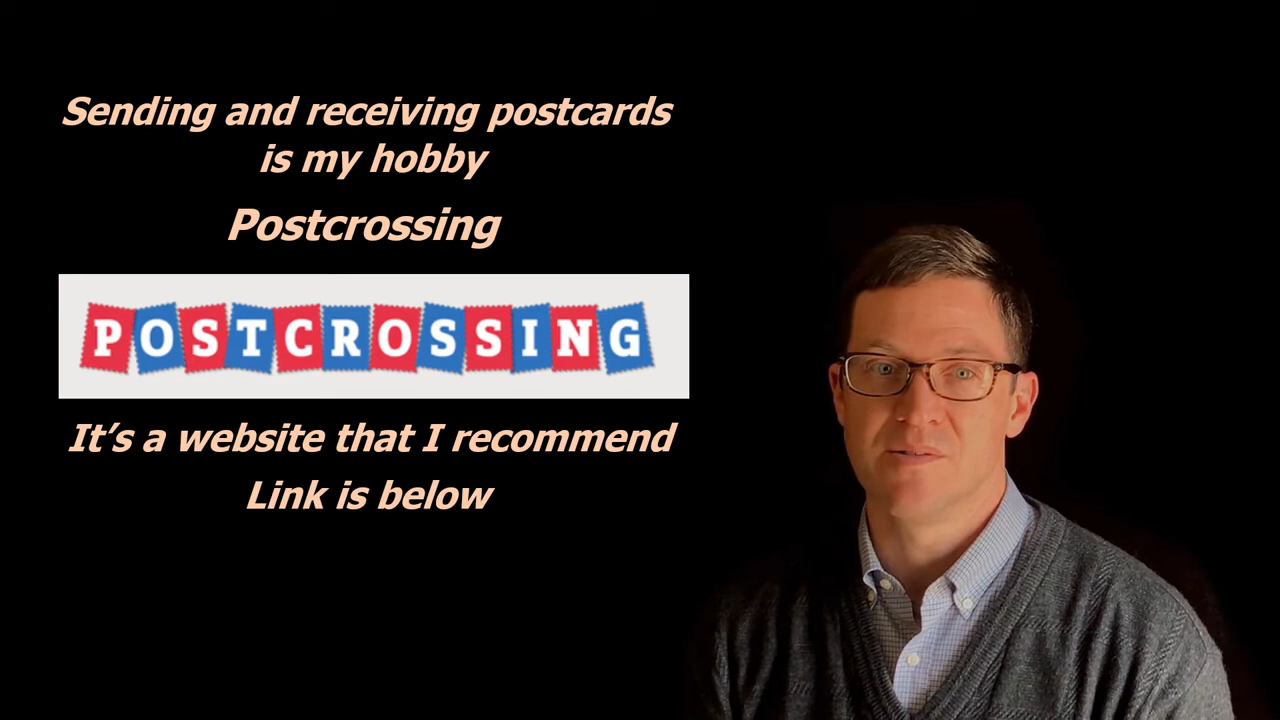 Sending and receiving postcards
is my hobby
Postcrossing
POSTCROSSING
It's a website that I recommend
Link is below